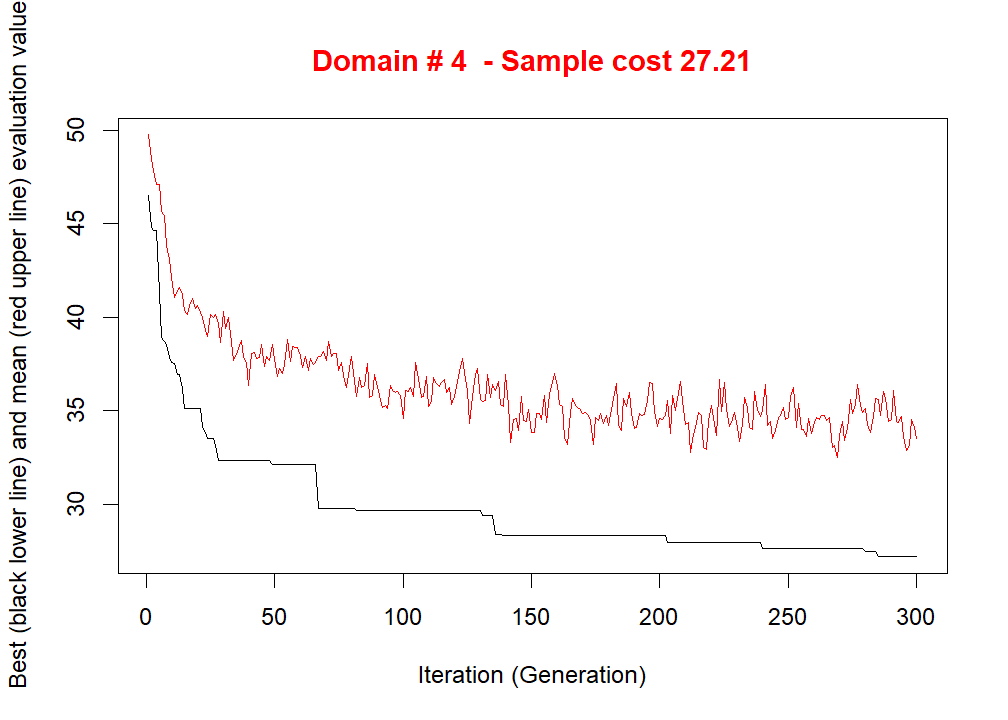 Domain # 4  - Sample cost 27.21
Best (black lower line) and mean (red upper line) evaluation value
50
45
40
35
30
0 50 100 150 200 250 300
Iteration (Generation)